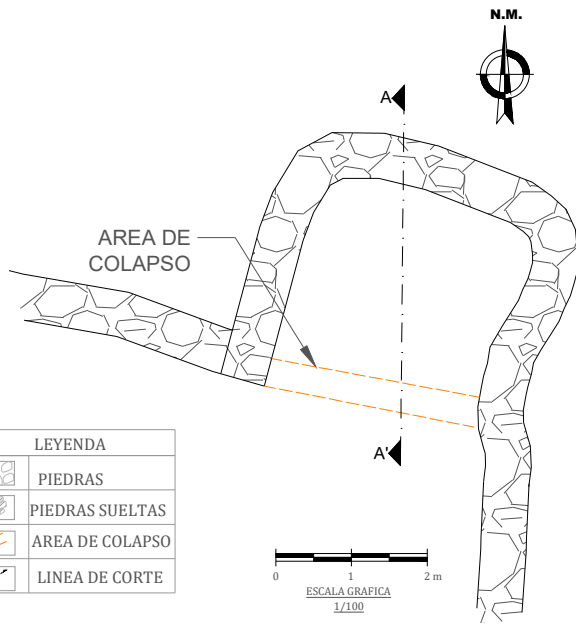 N.M.
A
AREA DE
COLAPSO
A'
LEYENDA
PIEDRAS
PIEDRAS SUELTAS
AREA DE COLAPSO
LINEA DE CORTE
0 1 2 m
ESCALA GRAFICA
1/100